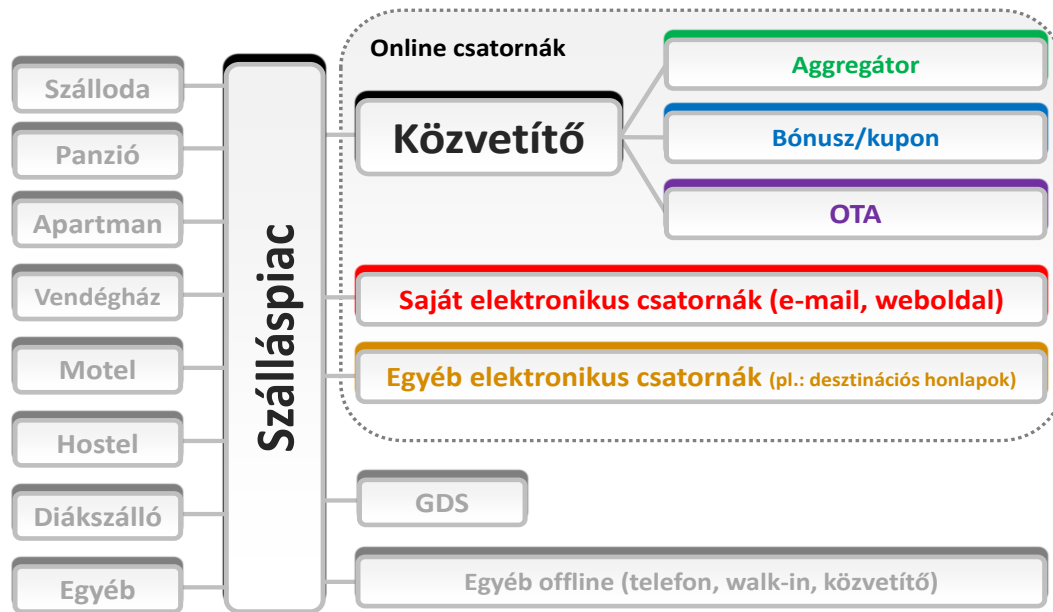 Online csatornák
Szálloda
Panzió
Apartman
Vendégház
Motel
Hostel
Diákszálló
Egyéb
Szálláspiac
Közvetítő
Aggregátor
Bónusz/kupon
OTA
Saját elektronikus csatornák (e-mail, weboldal)
Egyéb elektronikus csatornák (pl.: desztinációs honlapok)
GDS
Egyéb offline (telefon, walk-in, közvetítő)